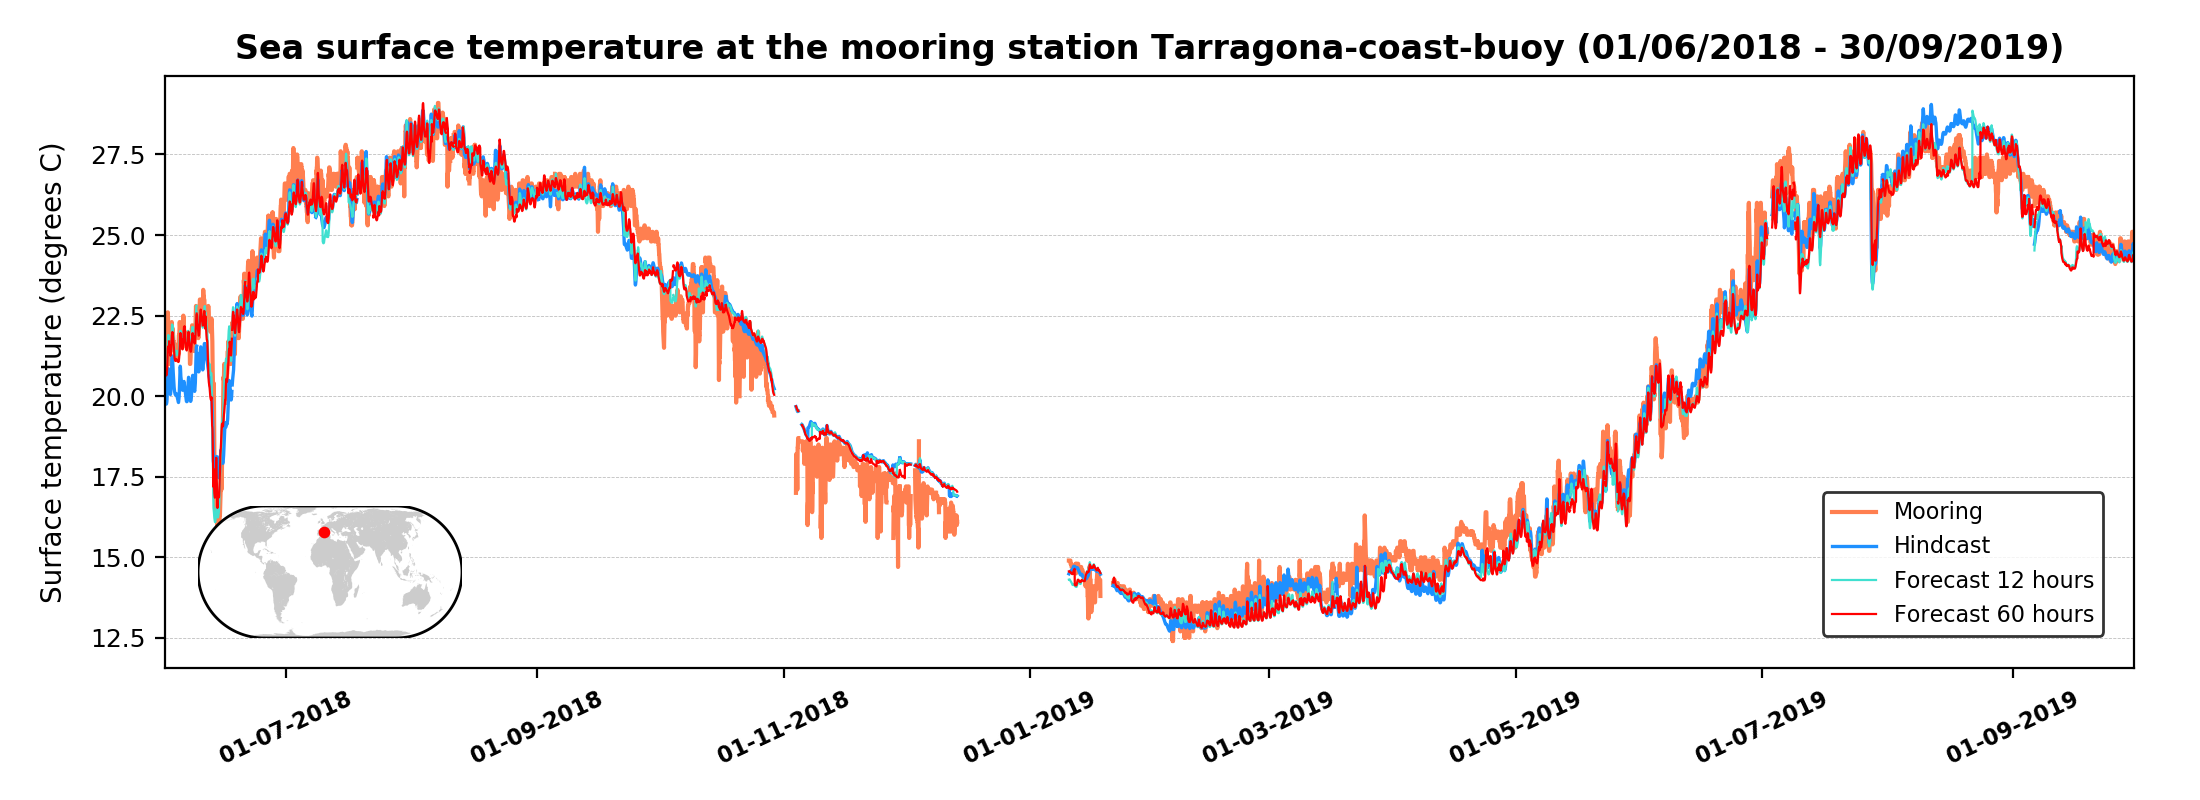 Sea surface temperature at the mooring station Tarragona-coast-buoy (01/06/2018 - 30/09/2019)
Surface temperature (degrees C)
27.5
25.0
22.5
20.0
17.5
15.0
12.5
Mooring
Hindcast
Forecast 12 hours
Forecast 60 hours
01-07-2018
01-09-2018
01-11-2018
01-01-2019
01-03-2019
01-05-2019
01-07-2019
01-09-2019